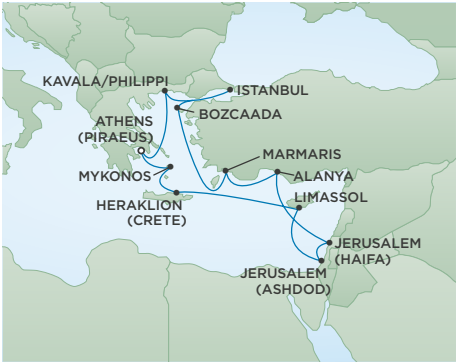 KAVALA/PHILIPPI
ISTANBUL
BOZCAADA
ATHENS
(PIRAEUS)
MARMARIS
MYKONOS
ALANYA
LIMASSOL
HERAKLION
(CRETE)
JERUSALEM
(HAIFA)
JERUSALEM
(ASHDOD)